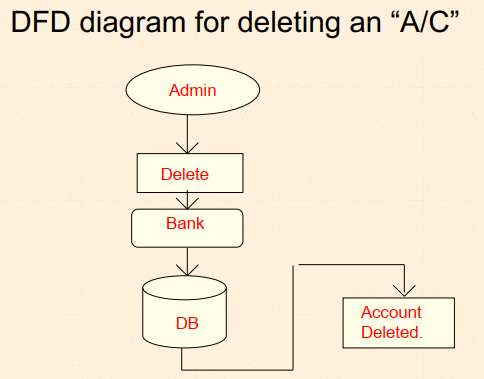 DFD diagram for deleting an “A/C”
Admin
Delete
Bank
DB
Account
Deleted.